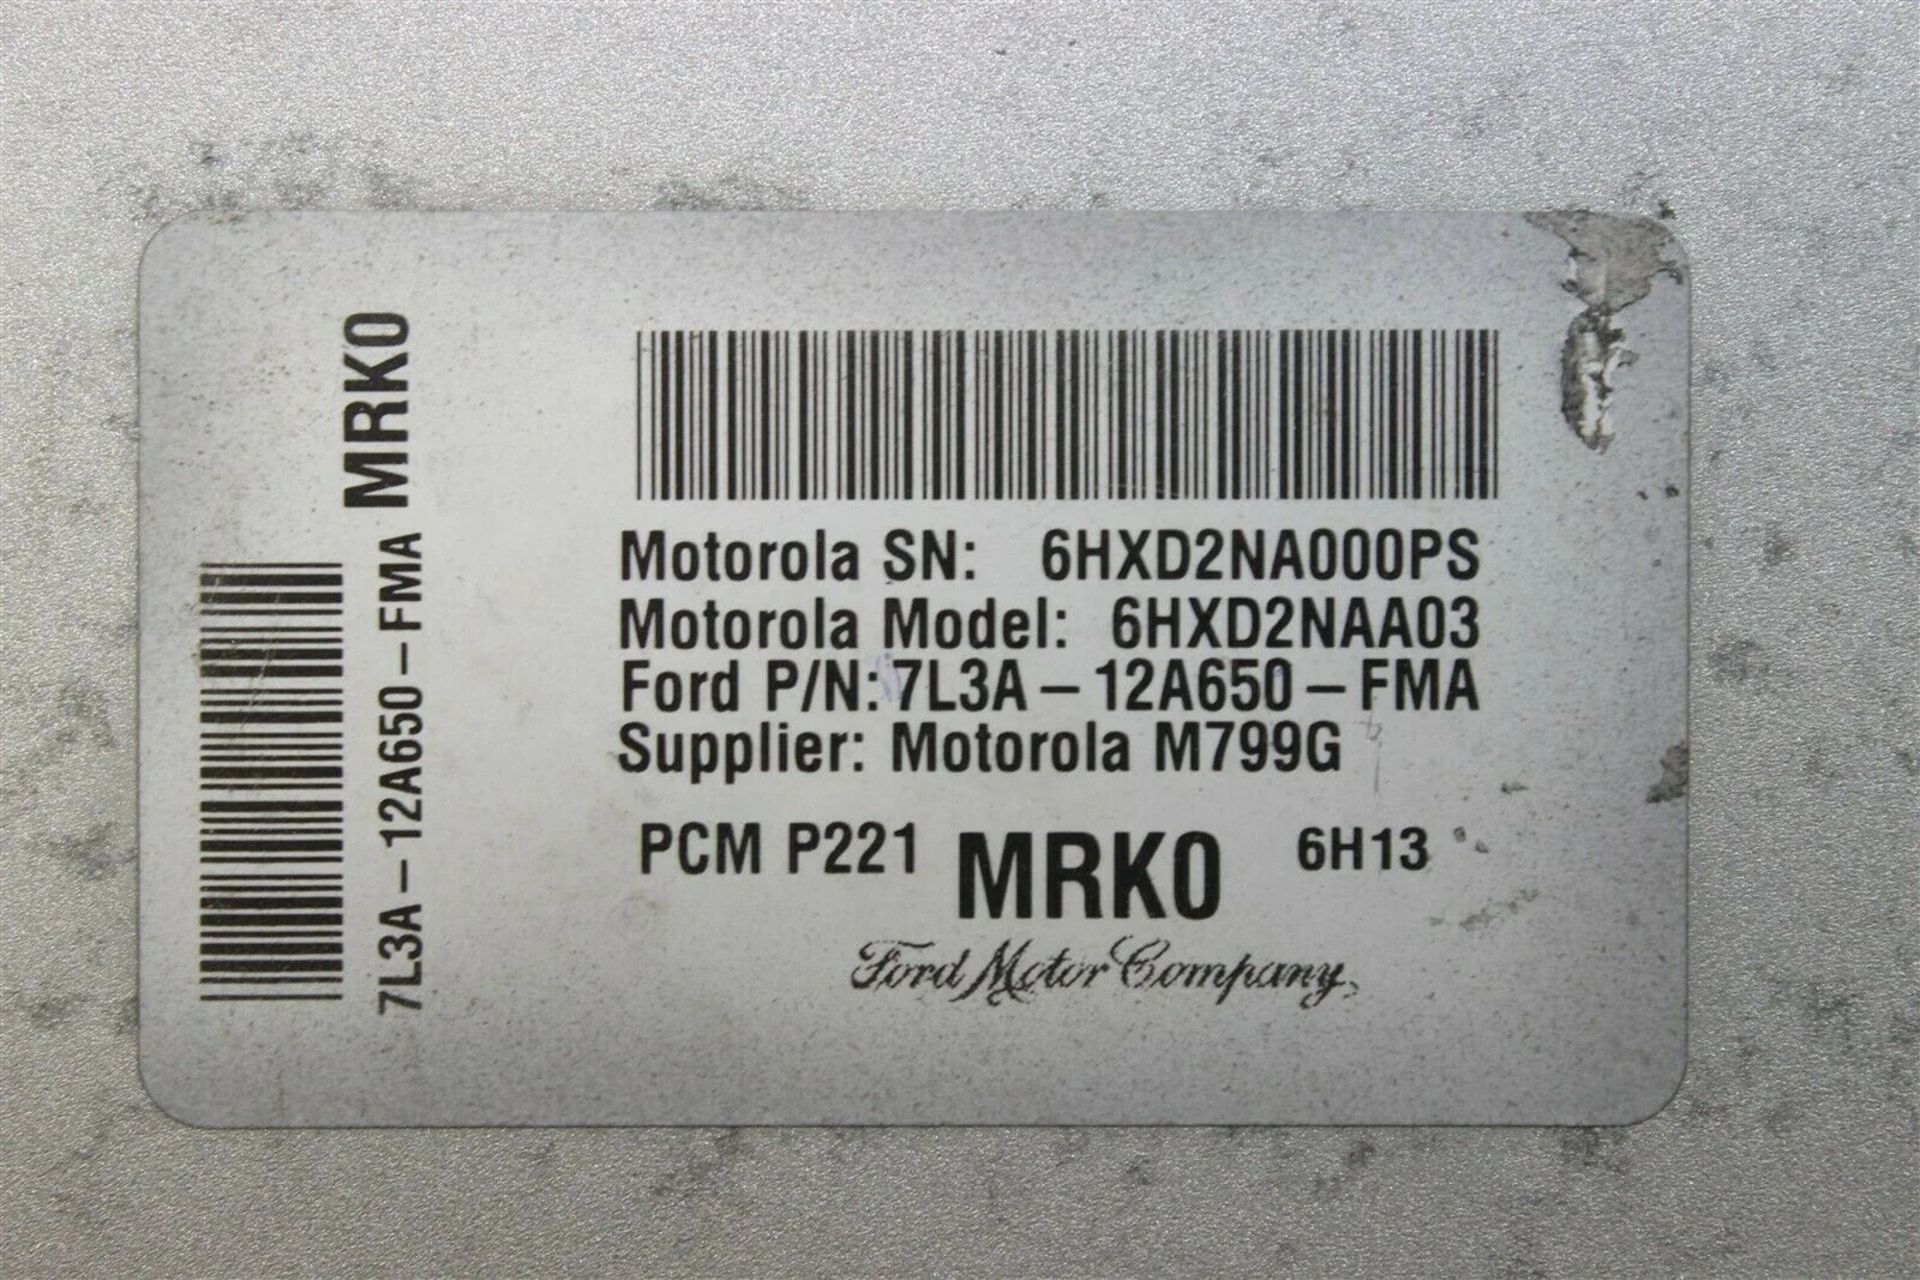 MRK0
7L3A-12A650-FMA
Motorola SN: 6HXD2NA000PS
Motorola Model: 6HXD2NAA03
Ford P/N: 7L3A-12A650-FMA
Supplier: Motorola M799G
PCM P221 MRK0 6H13
Ford Motor Company,